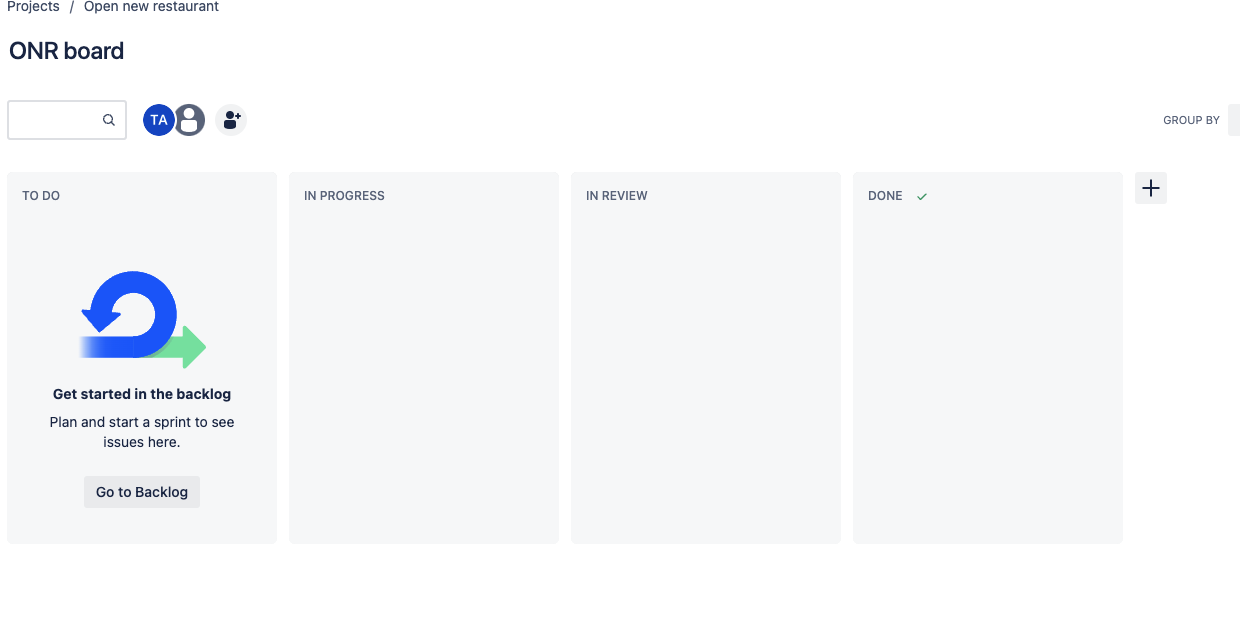 Projects / Open new restaurant
ONR board
TA
GROUP BY
TO DO
IN PROGRESS
IN REVIEW
DONE
Get started in the backlog
Plan and start a sprint to see
issues here.
Go to Backlog